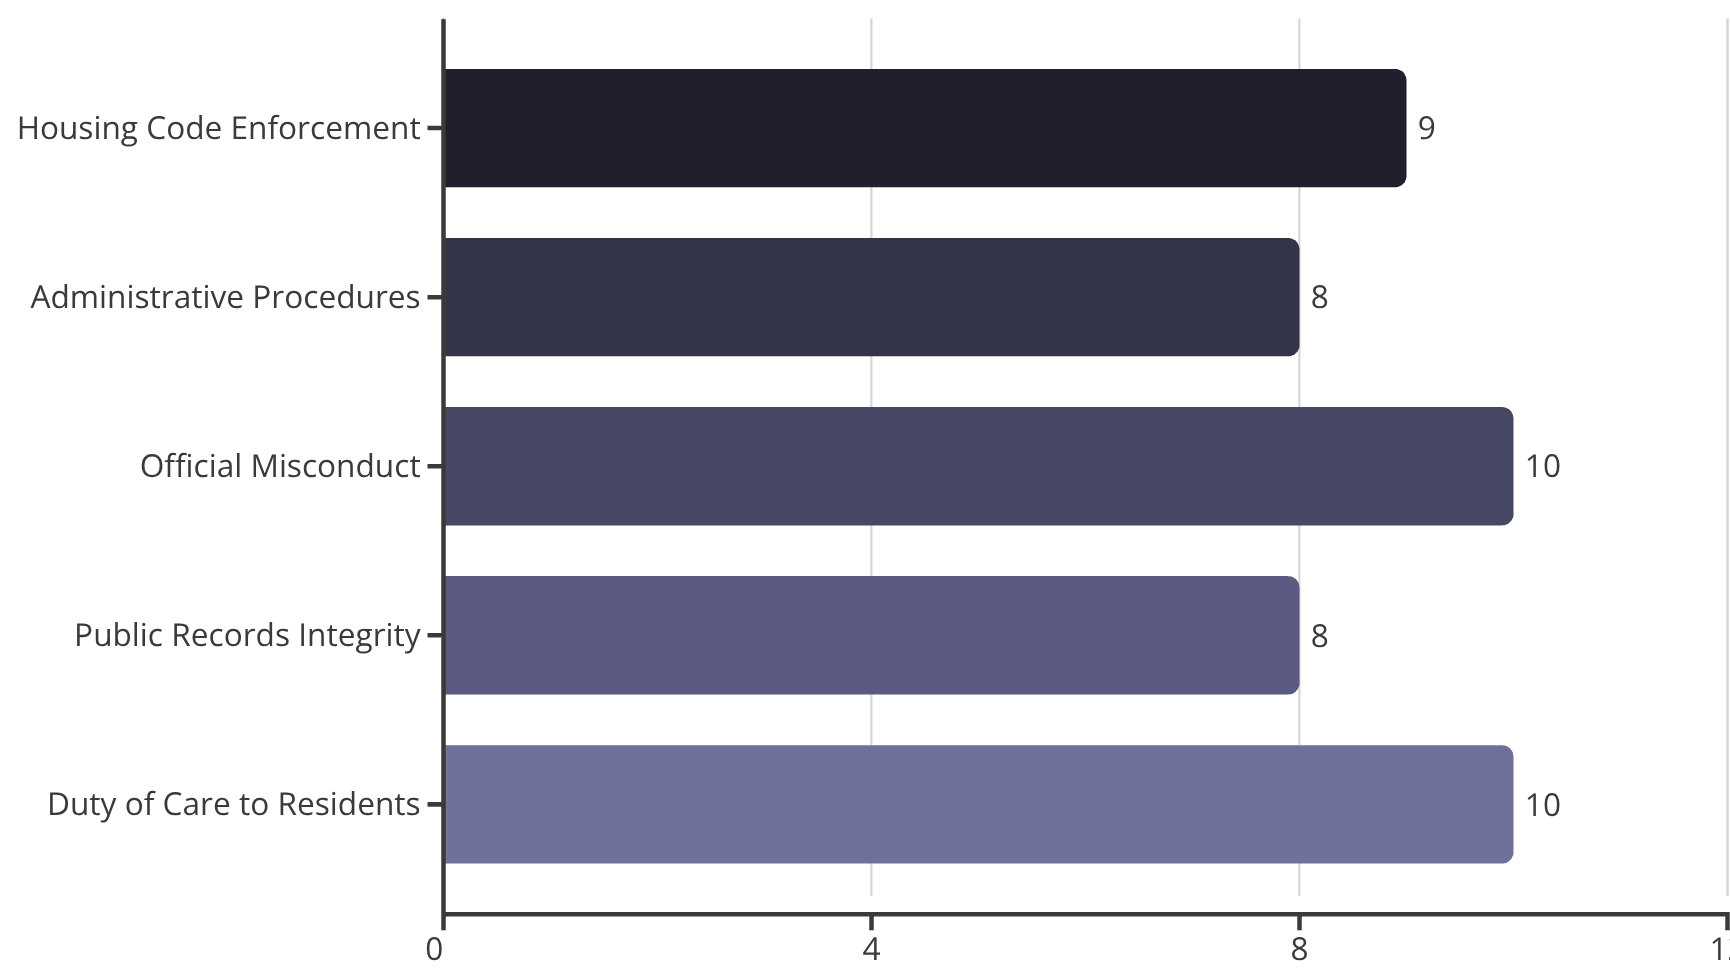 Housing Code Enforcement 9
Administrative Procedures 8
Official Misconduct 10
Public Records Integrity 8
Duty of Care to Residents 10
0 4 8